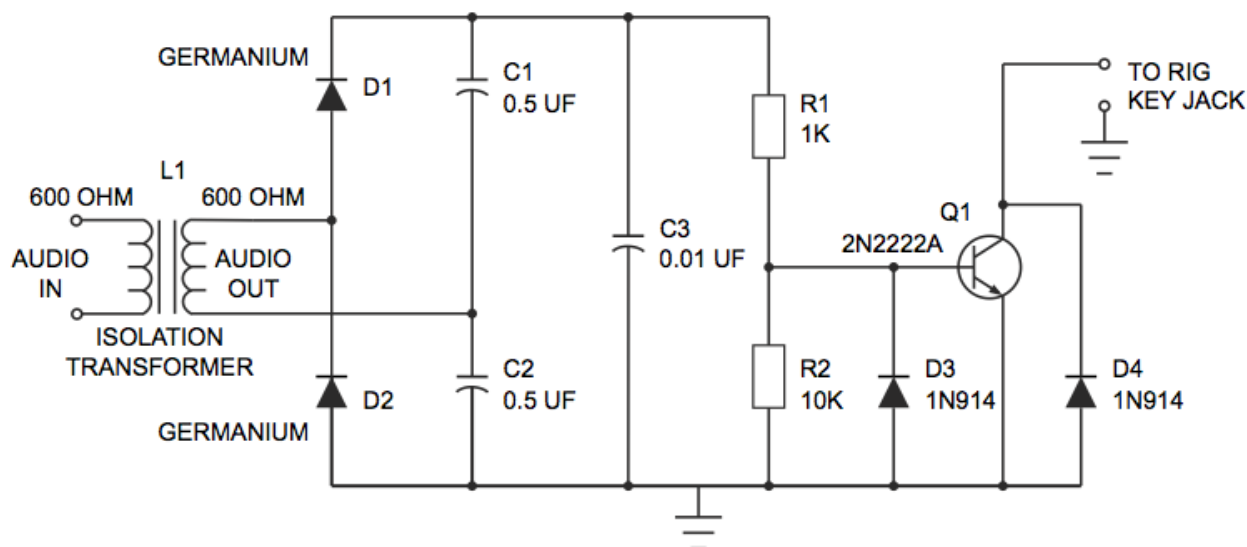 GERMANIUM
D1
C1
0.5 UF
R1
1K
TO RIG
KEY JACK
L1
600 OHM
600 OHM
AUDIO
IN
AUDIO
OUT
ISOLATION
TRANSFORMER
C3
0.01 UF
Q1
2N2222A
D2
GERMANIUM
C2
0.5 UF
R2
10K
D3
1N914
D4
1N914